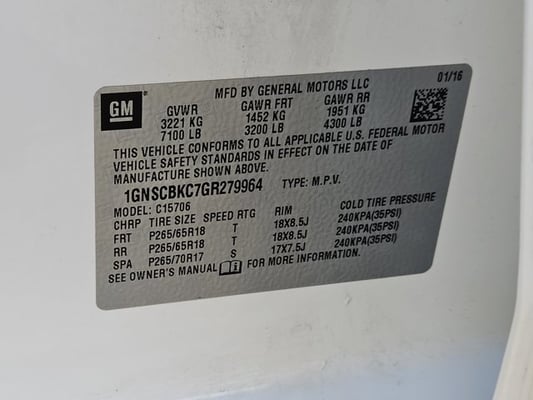 MFD BY GENERAL MOTORS LLC 01/16
GM
GVWR GAWR FRT GAWR RR
3221 KG 1452 KG 1951 KG
7100 LB 3200 LB 4300 LB
THIS VEHICLE CONFORMS TO ALL APPLICABLE U.S. FEDERAL MOTOR
VEHICLE SAFETY STANDARDS IN EFFECT ON THE DATE OF
MANUFACTURE SHOWN ABOVE.
1GNSCBKC7GR279964 TYPE: M.P.V.
MODEL: C15706
CHRP TIRE SIZE SPEED RTG RIM COLD TIRE PRESSURE
FRT P265/65R18 T 18X8.5J 240KPA(35PSI)
RR P265/65R18 T 18X8.5J 240KPA(35PSI)
SPA P265/70R17 S 17X7.5J 240KPA(35PSI)
SEE OWNER'S MANUAL FOR MORE INFORMATION.